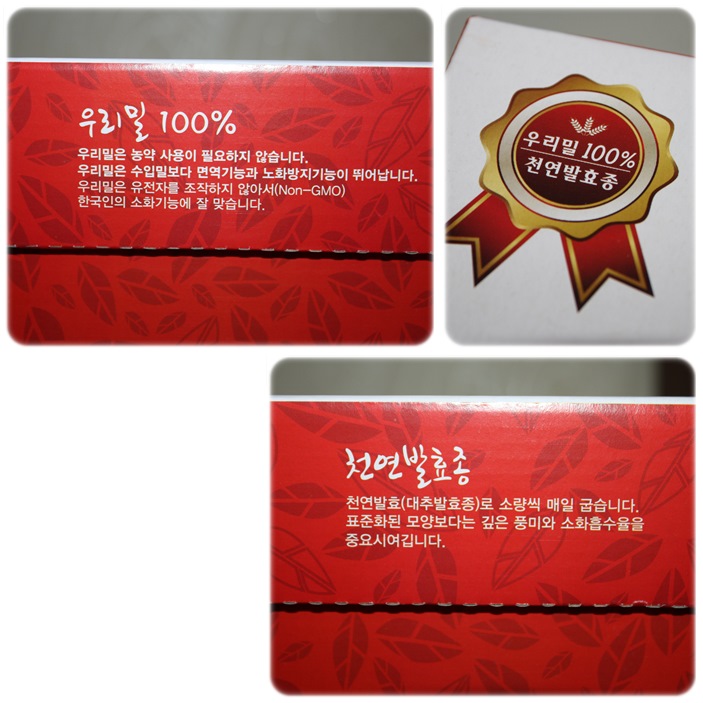 우리밀 100%
우리밀은 농약 사용이 필요하지 않습니다.
우리밀은 수입밀보다 면역기능과 노화방지기능이 뛰어납니다.
우리밀은 유전자를 조작하지 않아서(Non-GMO)
한국인의 소화기능에 잘 맞습니다.
우리밀 100%
천연발효종
천연발효종
천연발효(대추발효종)로 소량씩 매일 굽습니다.
표준화된 모양보다는 깊은 풍미와 소화흡수율을
중요시여깁니다.